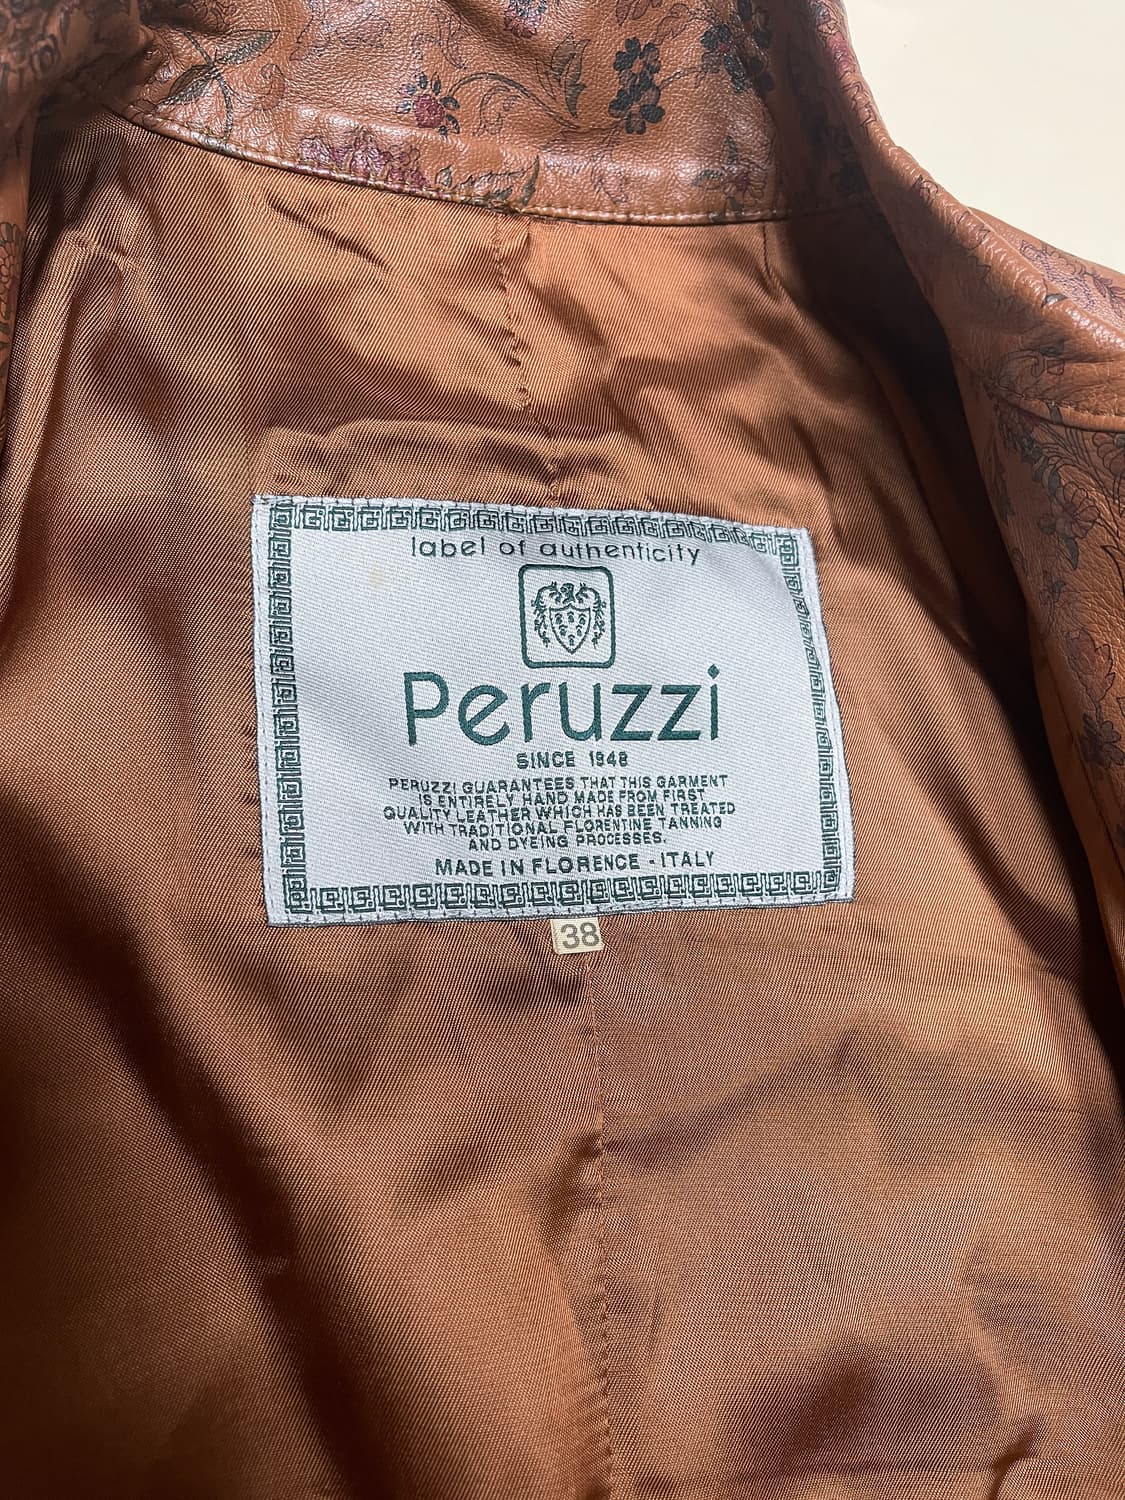 label of authenticity
Peruzzi
SINCE 1948
PERUZZI GUARANTEES THAT THIS GARMENT
IS ENTIRELY HAND MADE FROM FIRST
QUALITY LEATHER WHICH HAS BEEN TREATED
WITH TRADITIONAL FLORENTINE TANNING
AND DYEING PROCESSES.
MADE IN FLORENCE - ITALY
38